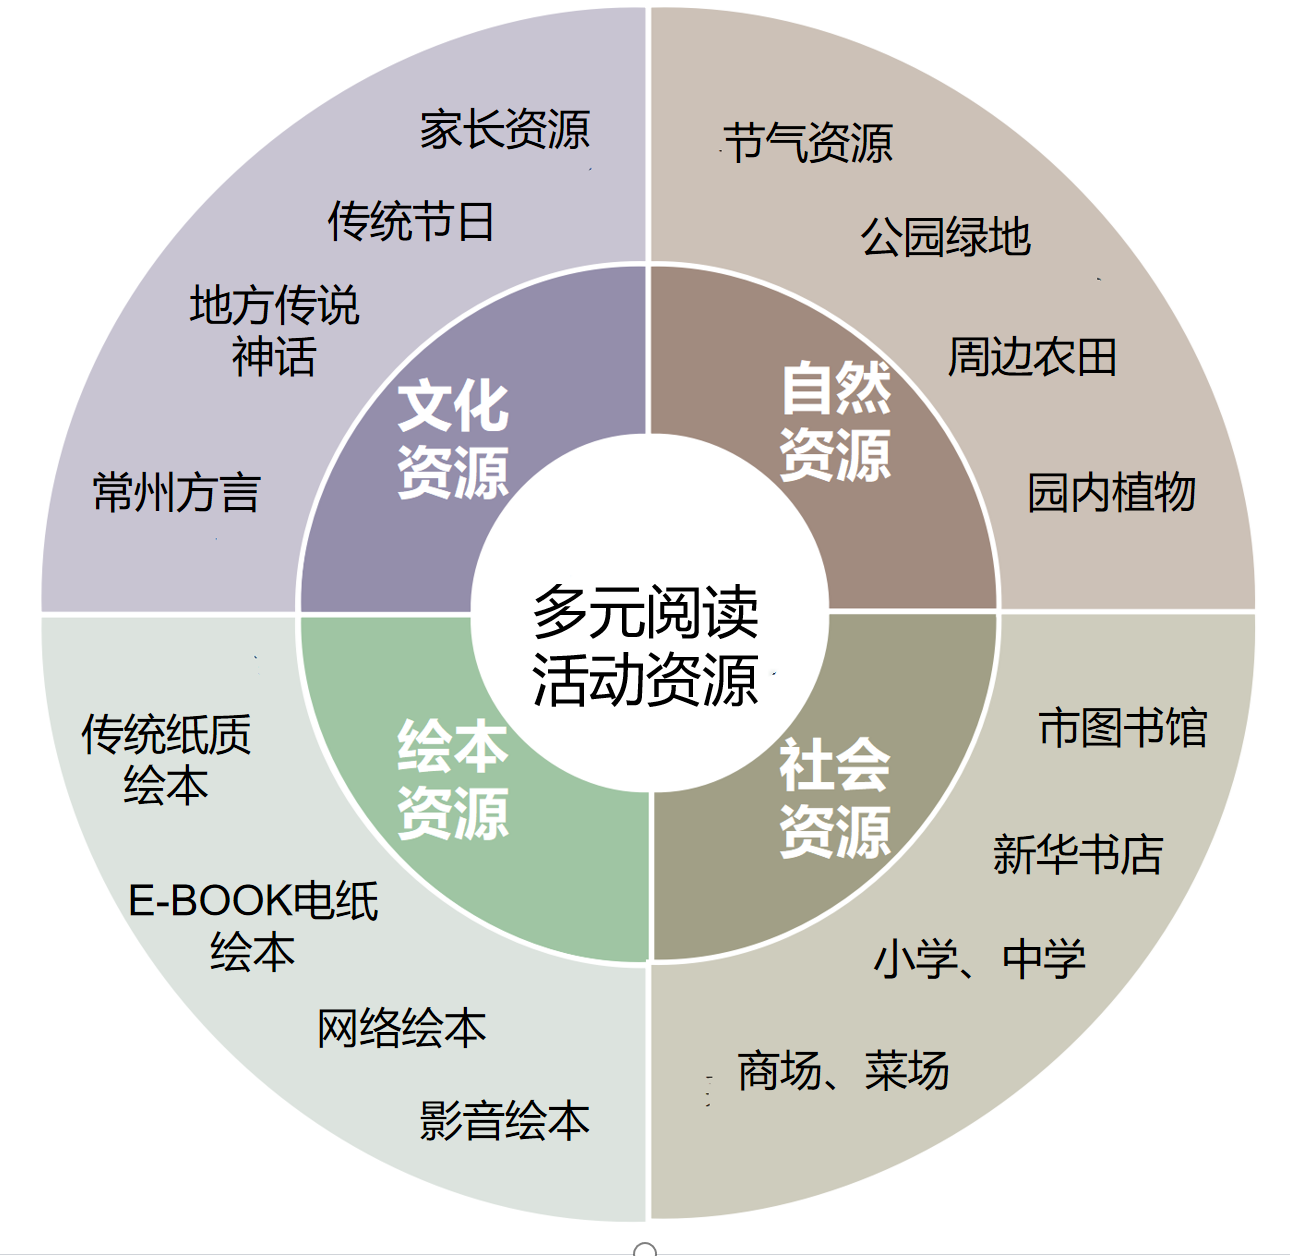 家长资源
传统节日
地方传说
神话
常州方言
文化
资源
节气资源
公园绿地
周边农田
园内植物
自然
资源
多元阅读
活动资源
绘本
资源
传统纸质
绘本
E-BOOK电纸
绘本
网络绘本
影音绘本
社会
资源
市图书馆
新华书店
小学、中学
商场、菜场